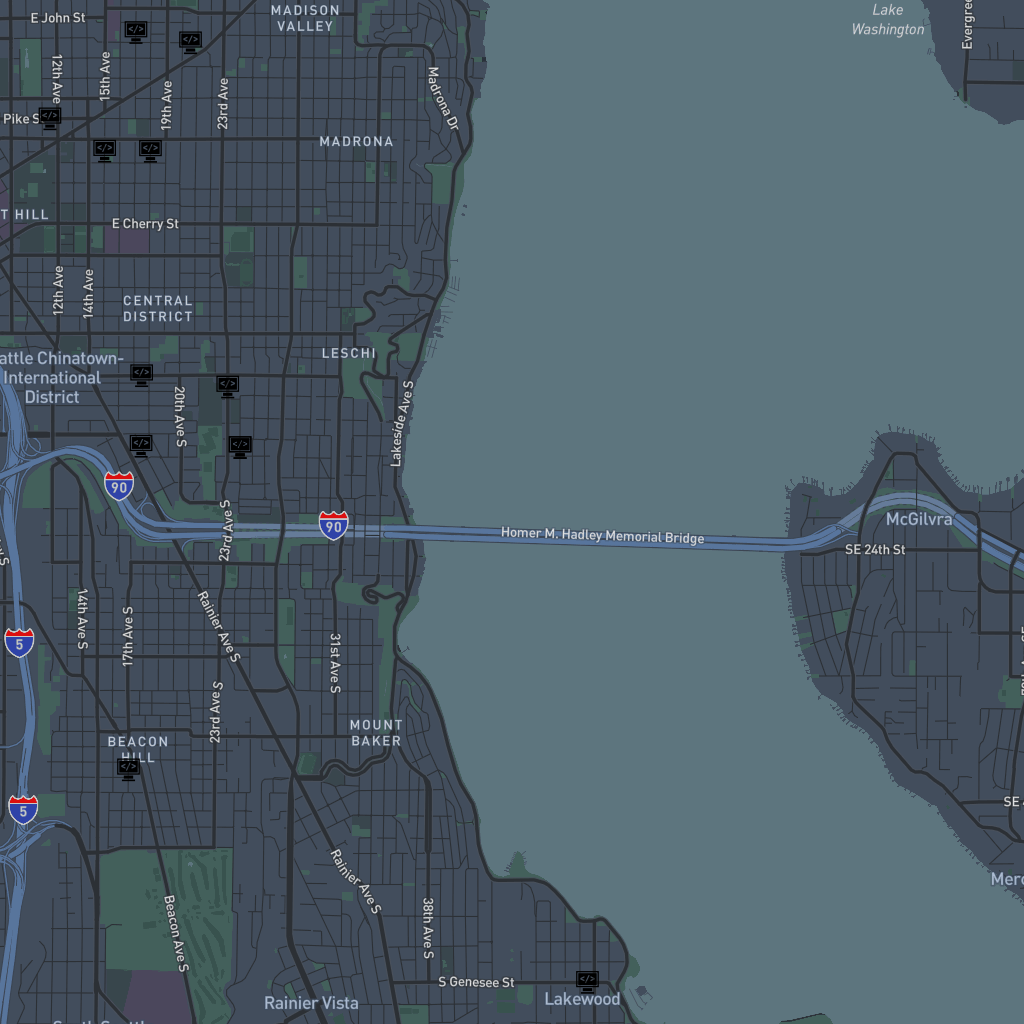 E John St
MADISON
VALLEY
Lake
Washington
Evergree
12th Ave
15th Ave
19th Ave
23rd Ave
Madrona Dr
Pike S
MADRONA
T HILL
E Cherry St
12th Ave
14th Ave
CENTRAL
DISTRICT
LESCHI
attle Chinatown-
International
District
20th Ave S
Lakeside Ave S
90
90
23rd Ave S
Homer M. Hadley Memorial Bridge
McGilvra
SE 24th St
14th Ave S
17th Ave S
Rainier Ave S
31st Ave S
5
23rd Ave S
MOUNT
BAKER
BEACON
HILL
5
SE 4
Rainier Ave S
Merc
Beacon Ave S
38th Ave S
S Genesee St
Lakewood
Rainier Vista